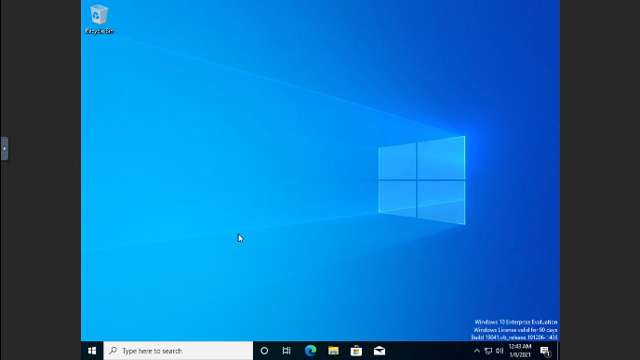 Recycle Bin
Windows 10 Enterprise Evaluation
Windows License valid for 90 days
Type here to search
12:43 AM
1/6/2021